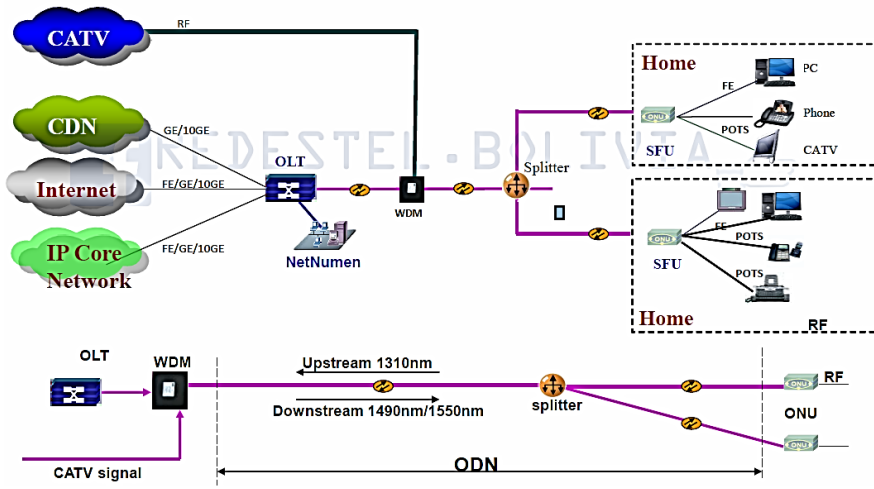 CATV
RF
Home
PC
FE
CDN
GE/10GE
Phone
ONU
REDESTEL.BOLIVIA
POTS
OLT
Splitter
SFU
CATV
Internet
FE/GE/10GE
WDM
FE
POTS
ONU
IP Core
Network
FE/GE/10GE
NetNumen
SFU
POTS
Home
RF
OLT
WDM
Upstream 1310nm
ONU
RF
Downstream 1490nm/1550nm
splitter
ONU
ONU
CATV signal
ODN